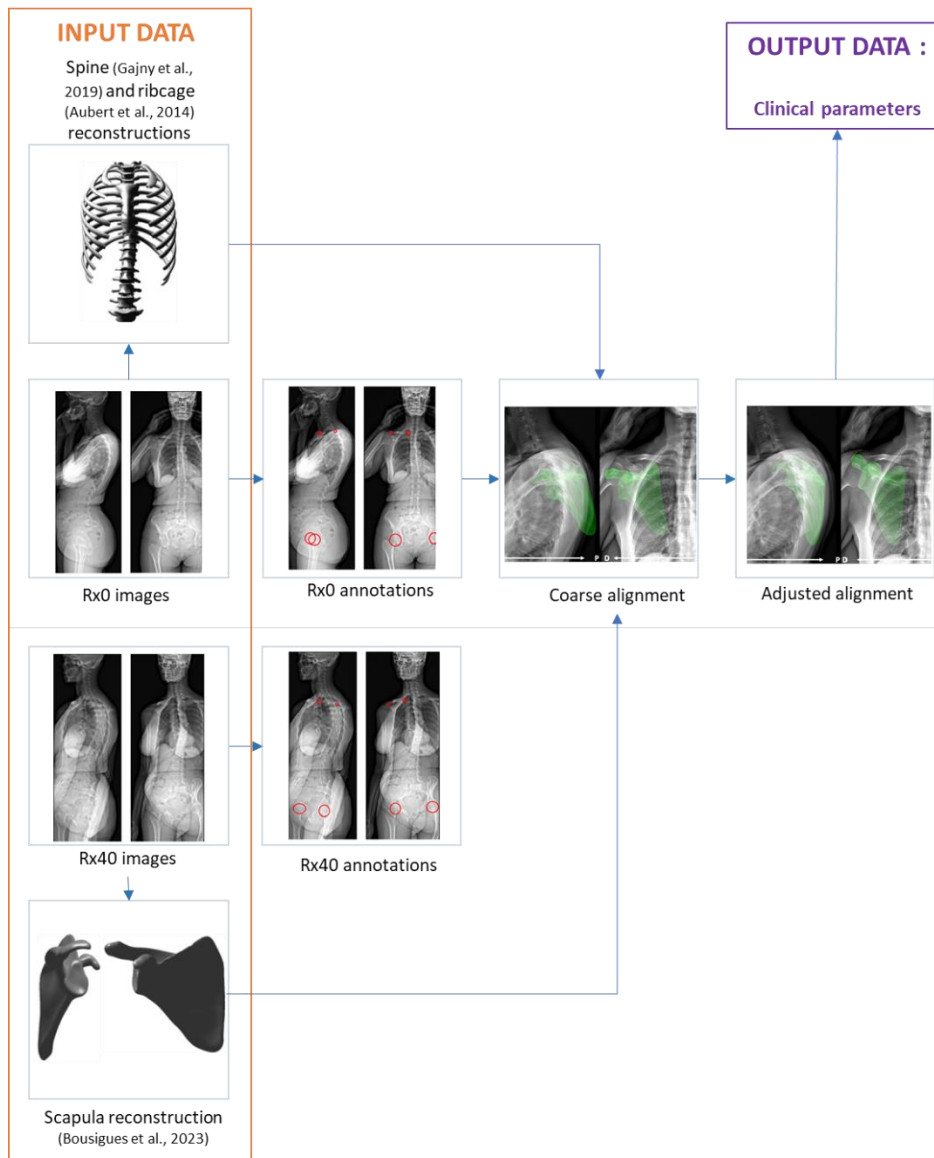 INPUT DATA
Spine (Gajny et al.,
2019) and ribcage
(Aubert et al., 2014)
reconstructions
OUTPUT DATA :
Clinical parameters
Rx0 images
Rx0 annotations
P D
Coarse alignment
P D
Adjusted alignment
Rx40 images
Rx40 annotations
Scapula reconstruction
(Bousigues et al., 2023)